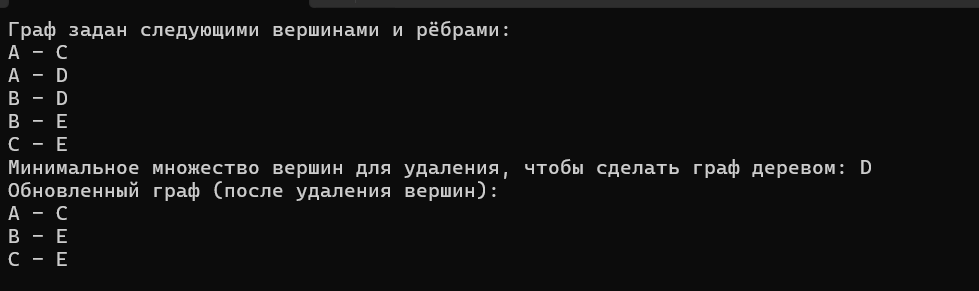 Граф задан следующими вершинами и рёбрами:
A - C
A - D
B - D
B - E
C - E
Минимальное множество вершин для удаления, чтобы сделать граф деревом: D
Обновленный граф (после удаления вершин):
A - C
B - E
C - E